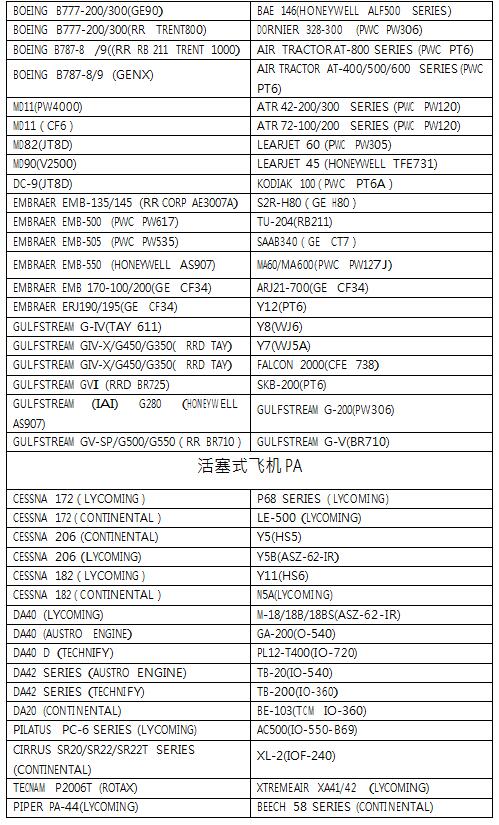 BOEING B777-200/300(GE90)
BAE 146(HONEYWELL ALF500 SERIES)
BOEING B777-200/300(RR TRENT800)
DORNIER 328-300 (PWC PW306)
BOEING B787-8 /9((RR RB 211 TRENT 1000)
AIR TRACTORAT-800 SERIES (PWC PT6)
BOEING B787-8/9 (GENX)
AIR TRACTOR AT-400/500/600 SERIES(PWC
PT6)
MD11(PW4000)
ATR 42-200/300 SERIES (PWC PW120)
MD11 ( CF6 )
ATR 72-100/200 SERIES (PWC PW120)
MD82(JT8D)
LEARJET 60 (PWC PW305)
MD90(V2500)
LEARJET 45 (HONEYWELL TFE731)
DC-9(JT8D)
KODIAK 100 ( PWC PT6A )
EMBRAER EMB-135/145 (RR CORP AE3007A)
S2R-H80 ( GE H80 )
EMBRAER EMB-500 (PWC PW617)
TU-204(RB211)
EMBRAER EMB-505 (PWC PW535)
SAAB340 ( GE CT7 )
EMBRAER EMB-550 (HONEYWELL AS907)
MA60/MA600(PWC PW127J)
EMBRAER EMB 170-100/200(GE CF34)
ARJ21-700(GE CF34)
EMBRAER ERJ190/195(GE CF34)
Y12(PT6)
GULFSTREAM G-IV(TAY 611)
Y8(WJ6)
GULFSTREAM GIV-X/G450/G350( RRD TAY)
Y7(WJ5A)
GULFSTREAM GIV-X/G450/G350( RRD TAY)
FALCON 2000(CFE 738)
GULFSTREAM GVI (RRD BR725)
SKB-200(PT6)
GULFSTREAM (IAI) G280 (HONEYWELL
AS907)
GULFSTREAM G-200(PW306)
GULFSTREAM GV-SP/G500/G550 ( RR BR710 )
GULFSTREAM G-V(BR710)
活塞式飞机 PA
CESSNA 172 ( LYCOMING )
P68 SERIES ( LYCOMING)
CESSNA 172 ( CONTINENTAL )
LE-500 (LYCOMING)
CESSNA 206 (CONTINENTAL)
Y5(HS5)
CESSNA 206 (LYCOMING)
Y5B(ASZ-62-IR)
CESSNA 182 ( LYCOMING )
Y11(HS6)
CESSNA 182 ( CONTINENTAL )
N5A(LYCOMING)
DA40 (LYCOMING)
M-18/18B/18BS(ASZ-62-IR)
DA40 (AUSTRO ENGINE)
GA-200(O-540)
DA40 D (TECHNIFY)
PL12-T400(IO-720)
DA42 SERIES (AUSTRO ENGINE)
TB-20(IO-540)
DA42 SERIES (TECHNIFY)
TB-200(IO-360)
DA20 (CONTINENTAL)
BE-103(TCM IO-360)
PILATUS PC-6 SERIES (LYCOMING)
AC500(IO-550-B69)
CIRRUS SR20/SR22/SR22T SERIES
(CONTINENTAL)
XL-2(IOF-240)
TECNAM P2006T (ROTAX)
XTREMEAIR XA41/42 (LYCOMING)
PIPER PA-44(LYCOMING)
BEECH 58 SERIES (CONTINENTAL)